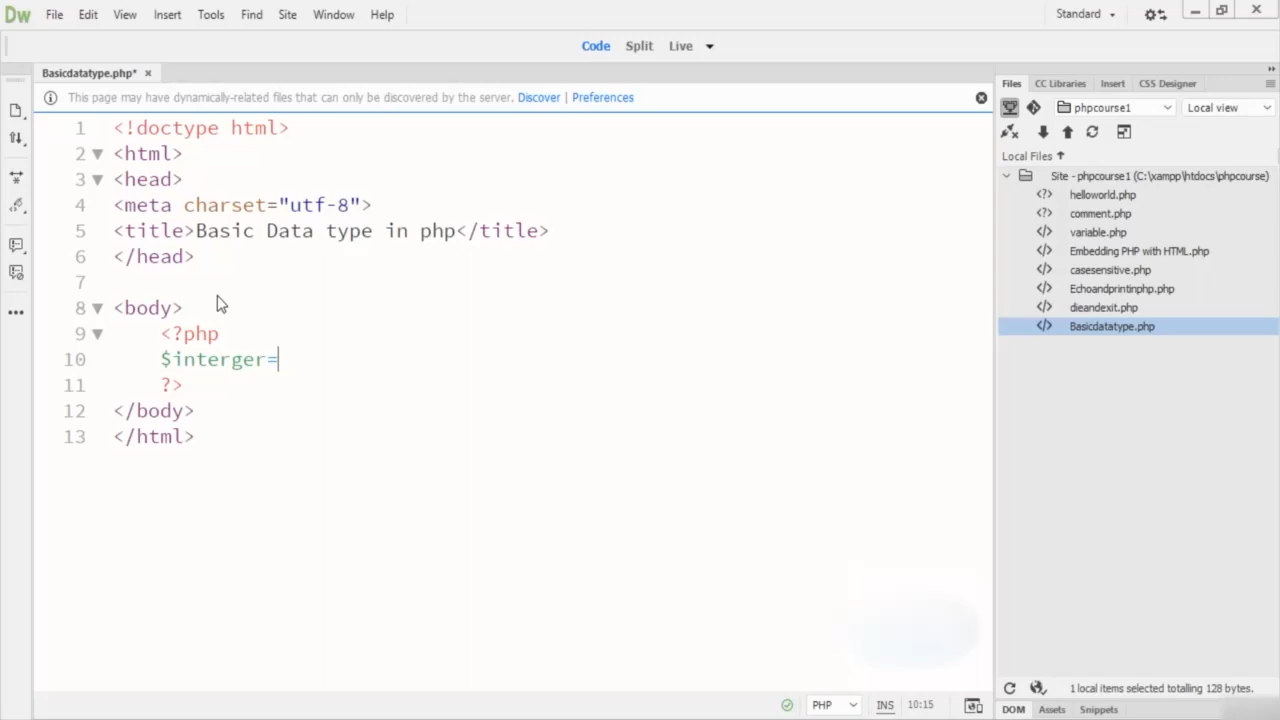 Dw File Edit View Insert Tools Find Site Window Help Standard
Code Split Live
Basicdatatype.php* ×
This page may have dynamically-related files that can only be discovered by the server. Discover | Preferences
1 <!doctype html>
2 <html>
3 <head>
4 <meta charset="utf-8">
5 <title>Basic Data type in php</title>
6 </head>
7
8 <body>
9 <?php
10 $interger=
11 ?>
12 </body>
13 </html>
PHP INS 10:15
Files CC Libraries Insert CSS Designer
phpcourse1 Local view
Local Files
Site - phpcourse1 (C:\xampp\htdocs\phpcourse)
helloworld.php
comment.php
variable.php
Embedding PHP with HTML.php
casesensitive.php
Echoandprintinphp.php
dieandexit.php
Basicdatatype.php
1 local items selected totalling 128 bytes.
DOM Assets Snippets